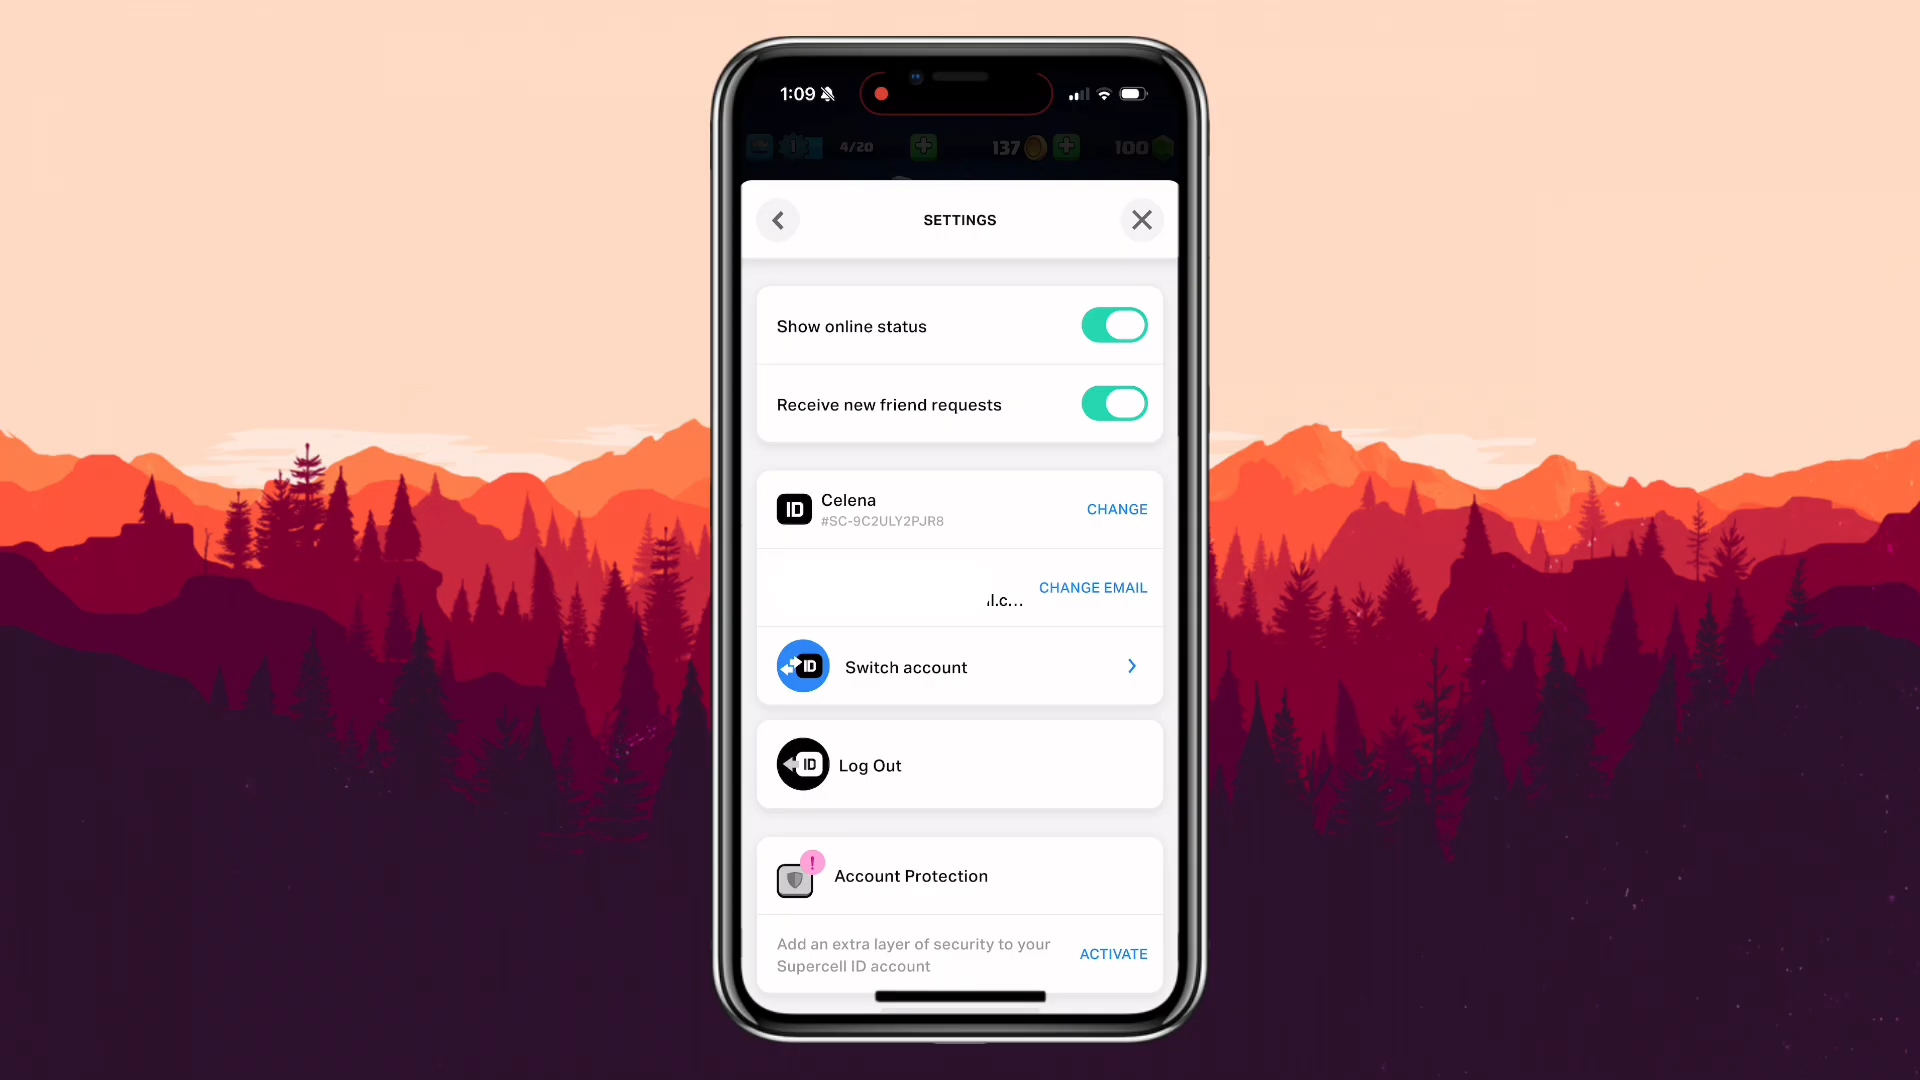 1:09
4/20
137
100
SETTINGS
Show online status
Receive new friend requests
ID
Celena
#SC-9C2ULY2PJR8
CHANGE
l.c...
CHANGE EMAIL
ID
Switch account
ID
Log Out
!
Account Protection
Add an extra layer of security to your
Supercell ID account
ACTIVATE